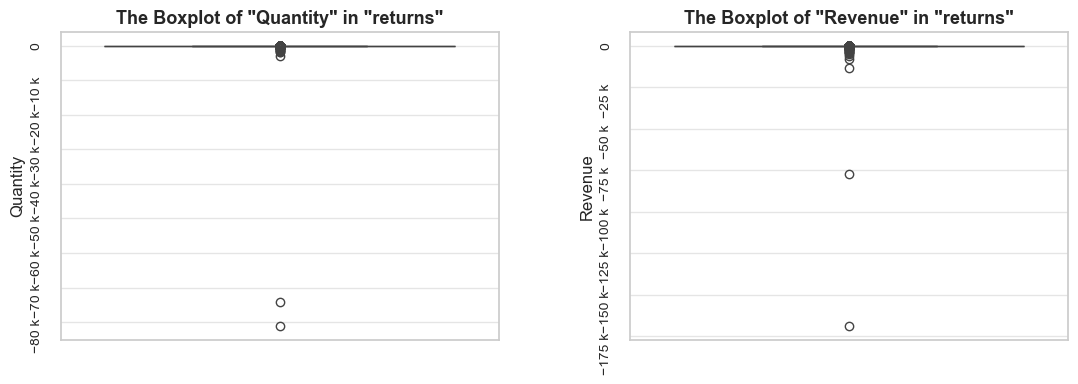 The Boxplot of "Quantity" in "returns"
Quantity
0
−10 k
−20 k
−30 k
−40 k
−50 k
−60 k
−70 k
−80 k
The Boxplot of "Revenue" in "returns"
Revenue
0
−25 k
−50 k
−75 k
−100 k
−125 k
−150 k
−175 k